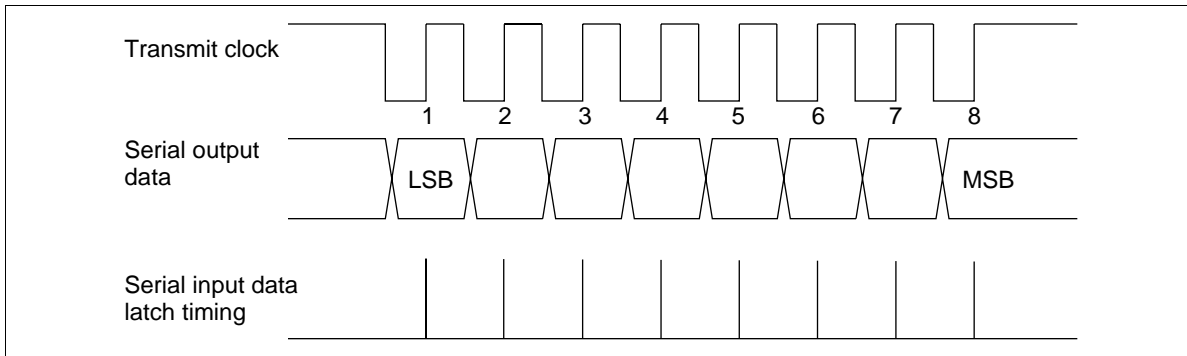 Transmit clock
1 2 3 4 5 6 7 8
Serial output
data
LSB MSB
Serial input data
latch timing